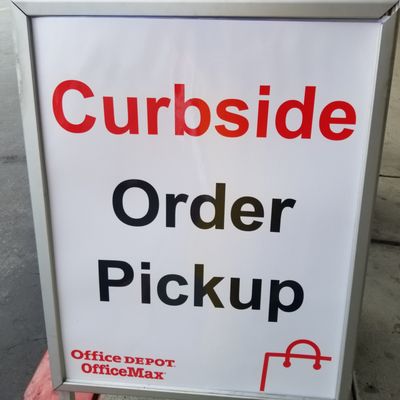 Curbside
Order
Pickup
Office DEPOT
OfficeMax